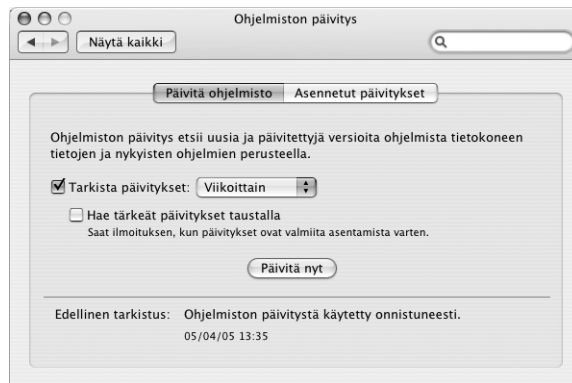 Ohjelmiston päivitys
Näytä kaikki
Päivitä ohjelmisto Asennetut päivitykset
Ohjelmiston päivitys etsii uusia ja päivitettyjä versioita ohjelmista tietokoneen
tietojen ja nykyisten ohjelmien perusteella.
Tarkista päivitykset: Viikoittain
Hae tärkeät päivitykset taustalla
Saat ilmoituksen, kun päivitykset ovat valmiita asentamista varten.
Päivitä nyt
Edellinen tarkistus: Ohjelmiston päivitystä käytetty onnistuneesti.
05/04/05 13:35